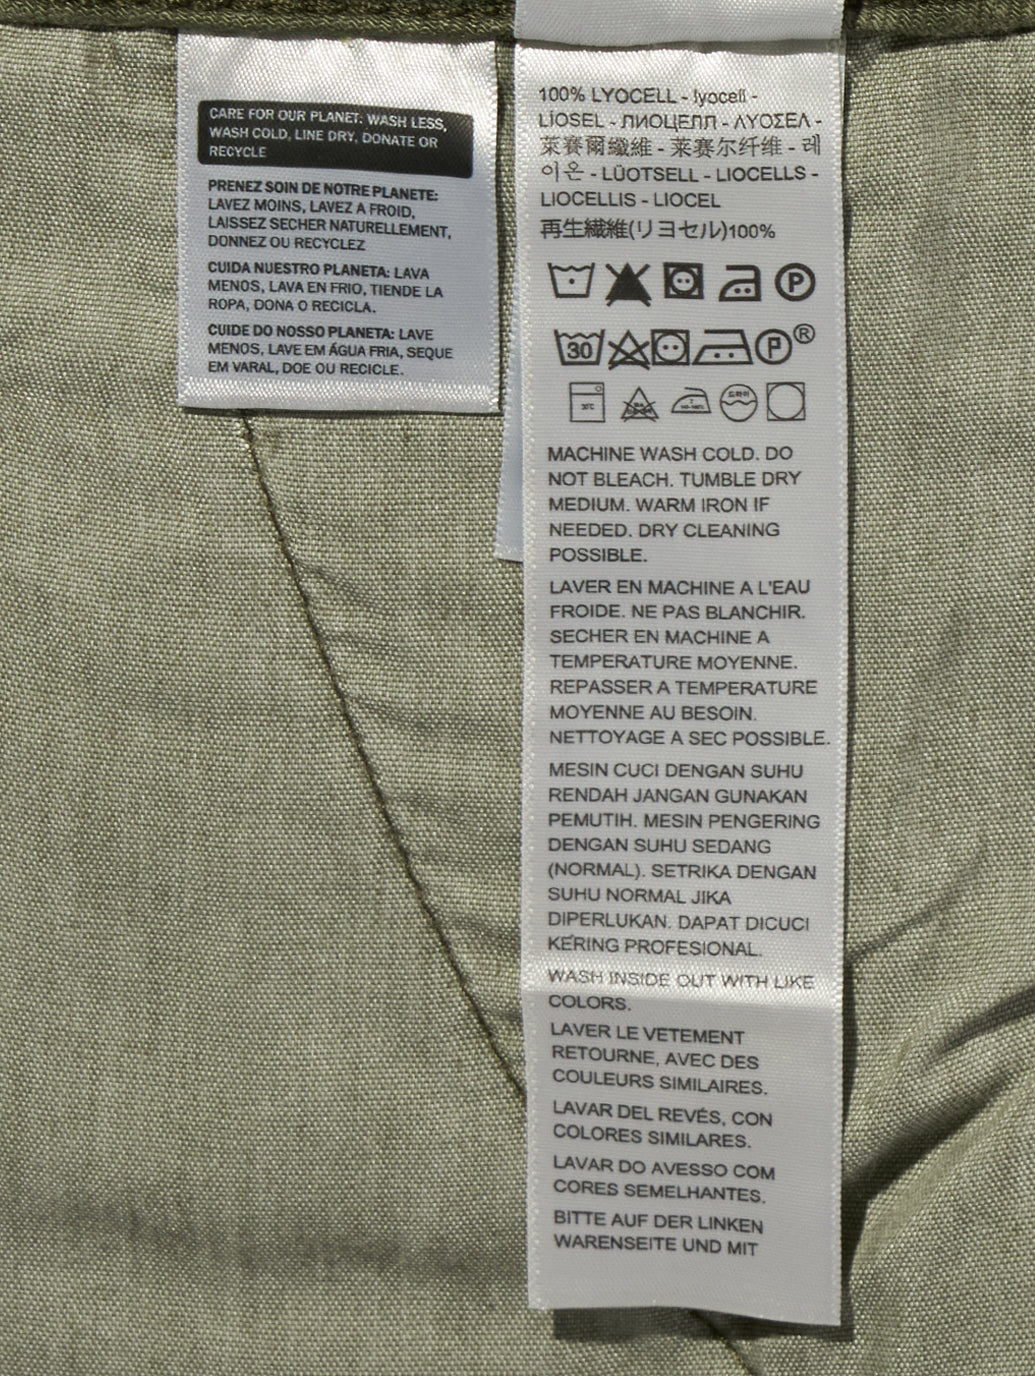 CARE FOR OUR PLANET: WASH LESS,
WASH COLD, LINE DRY, DONATE OR
RECYCLE
PRENEZ SOIN DE NOTRE PLANETE:
LAVEZ MOINS, LAVEZ A FROID,
LAISSEZ SECHER NATURELLEMENT,
DONNEZ OU RECYCLEZ
CUIDA NUESTRO PLANETA: LAVA
MENOS, LAVA EN FRIO, TIENDE LA
ROPA, DONA O RECICLA.
CUIDE DO NOSSO PLANETA: LAVE
MENOS, LAVE EM ÁGUA FRIA, SEQUE
EM VARAL, DOE OU RECICLE.
100% LYOCELL - lyocell -
LİOSEL - ЛИОЦЕЛЛ - ΛΥΟΣΕΛ -
萊賽爾纖維 - 莱赛尔纤维 - 레
이온 - LÜOTSELL - LIOCELLS -
LIOCELLIS - LIOCEL
再生繊維(リヨセル)100%
P
30 P ®
30℃
MACHINE WASH COLD. DO
NOT BLEACH. TUMBLE DRY
MEDIUM. WARM IRON IF
NEEDED. DRY CLEANING
POSSIBLE.
LAVER EN MACHINE A L'EAU
FROIDE. NE PAS BLANCHIR.
SECHER EN MACHINE A
TEMPERATURE MOYENNE.
REPASSER A TEMPERATURE
MOYENNE AU BESOIN.
NETTOYAGE A SEC POSSIBLE.
MESIN CUCI DENGAN SUHU
RENDAH JANGAN GUNAKAN
PEMUTIH. MESIN PENGERING
DENGAN SUHU SEDANG
(NORMAL). SETRIKA DENGAN
SUHU NORMAL JIKA
DIPERLUKAN. DAPAT DICUCI
KERING PROFESIONAL.
WASH INSIDE OUT WITH LIKE
COLORS.
LAVER LE VETEMENT
RETOURNE, AVEC DES
COULEURS SIMILAIRES.
LAVAR DEL REVÉS, CON
COLORES SIMILARES.
LAVAR DO AVESSO COM
CORES SEMELHANTES.
BITTE AUF DER LINKEN
WARENSEITE UND MIT